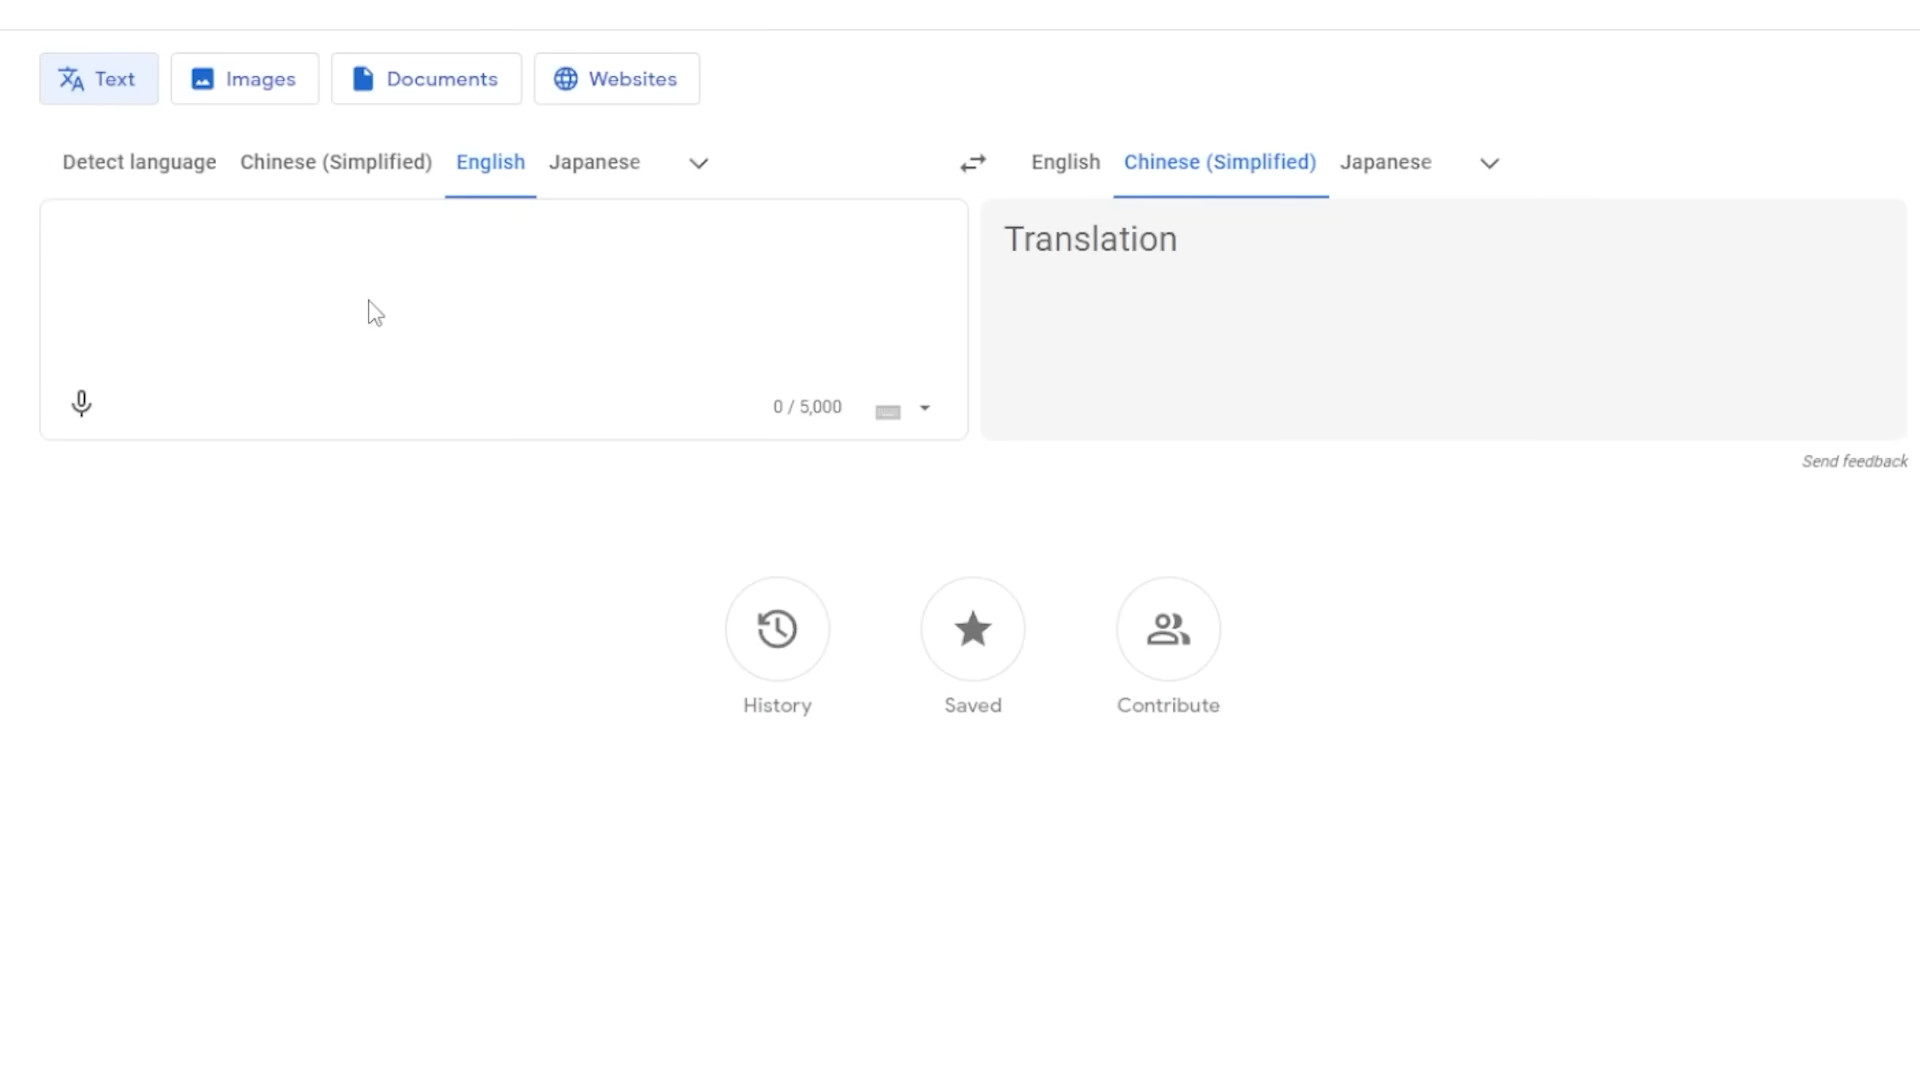 Text Images Documents Websites
Detect language Chinese (Simplified) English Japanese English Chinese (Simplified) Japanese
Translation
0 / 5,000
Send feedback
History Saved Contribute